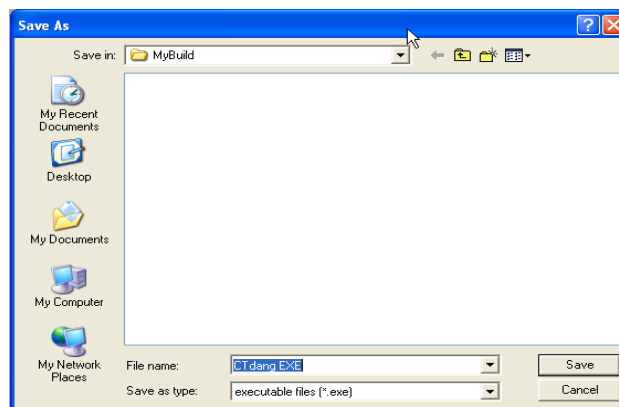 Save As
Save in: MyBuild
My Recent
Documents
Desktop
My Documents
My Computer
My Network
Places
File name: CTdang EXE Save
Save as type: executable files (*.exe) Cancel